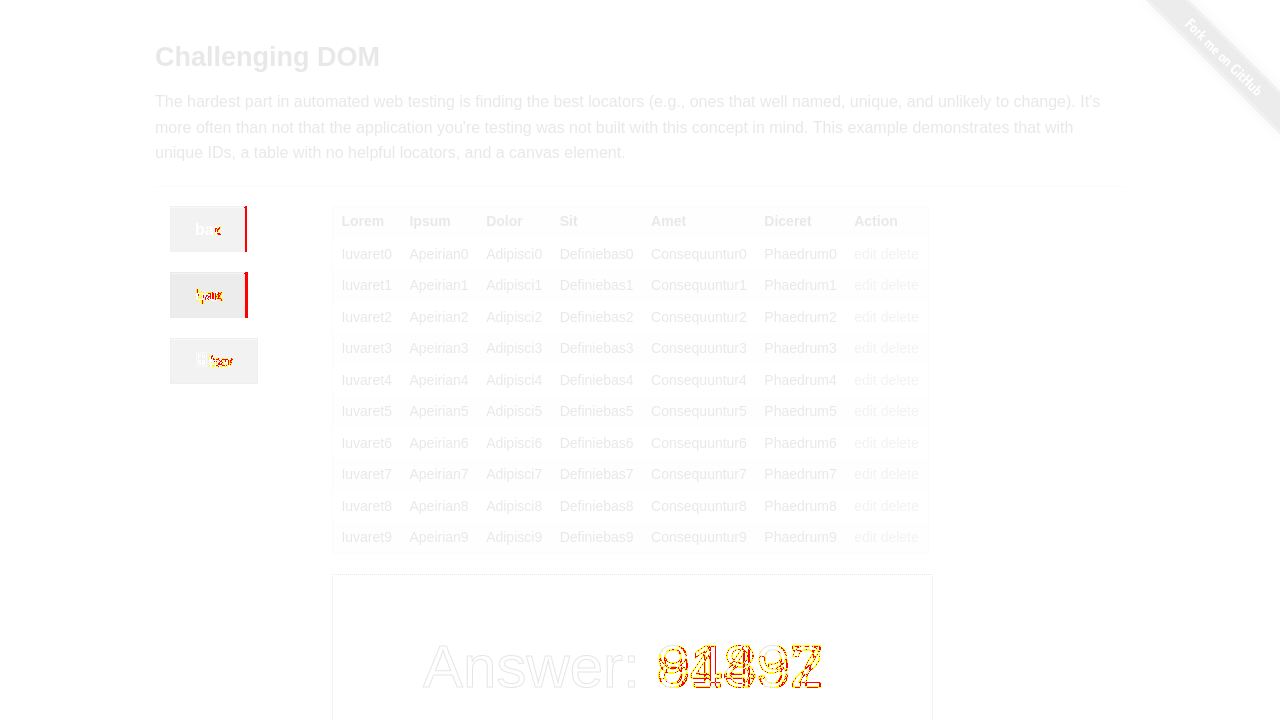 Fork me on GitHub
Challenging DOM
The hardest part in automated web testing is finding the best locators (e.g., ones that well named, unique, and unlikely to change). It's
more often than not that the application you're testing was not built with this concept in mind. This example demonstrates that with
unique IDs, a table with no helpful locators, and a canvas element.
Lorem Ipsum Dolor Sit Amet Diceret Action
Iuvaret0 Apeirian0 Adipisci0 Definiebas0 Consequuntur0 Phaedrum0 edit delete
Iuvaret1 Apeirian1 Adipisci1 Definiebas1 Consequuntur1 Phaedrum1 edit delete
Iuvaret2 Apeirian2 Adipisci2 Definiebas2 Consequuntur2 Phaedrum2 edit delete
Iuvaret3 Apeirian3 Adipisci3 Definiebas3 Consequuntur3 Phaedrum3 edit delete
Iuvaret4 Apeirian4 Adipisci4 Definiebas4 Consequuntur4 Phaedrum4 edit delete
Iuvaret5 Apeirian5 Adipisci5 Definiebas5 Consequuntur5 Phaedrum5 edit delete
Iuvaret6 Apeirian6 Adipisci6 Definiebas6 Consequuntur6 Phaedrum6 edit delete
Iuvaret7 Apeirian7 Adipisci7 Definiebas7 Consequuntur7 Phaedrum7 edit delete
Iuvaret8 Apeirian8 Adipisci8 Definiebas8 Consequuntur8 Phaedrum8 edit delete
Iuvaret9 Apeirian9 Adipisci9 Definiebas9 Consequuntur9 Phaedrum9 edit delete
Answer: